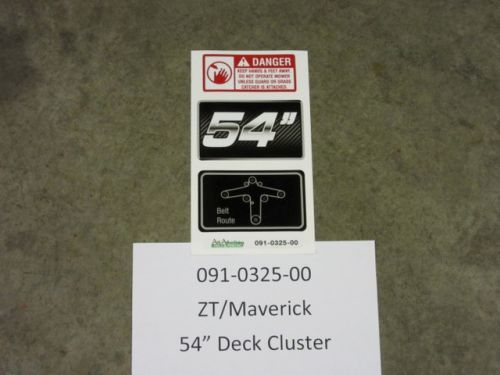 DANGER
KEEP HANDS & FEET AWAY.
DO NOT OPERATE MOWER
UNLESS GUARD OR GRASS
CATCHER IS ATTACHED.
54"
Belt
Route
091-0325-00
091-0325-00
ZT/Maverick
54” Deck Cluster